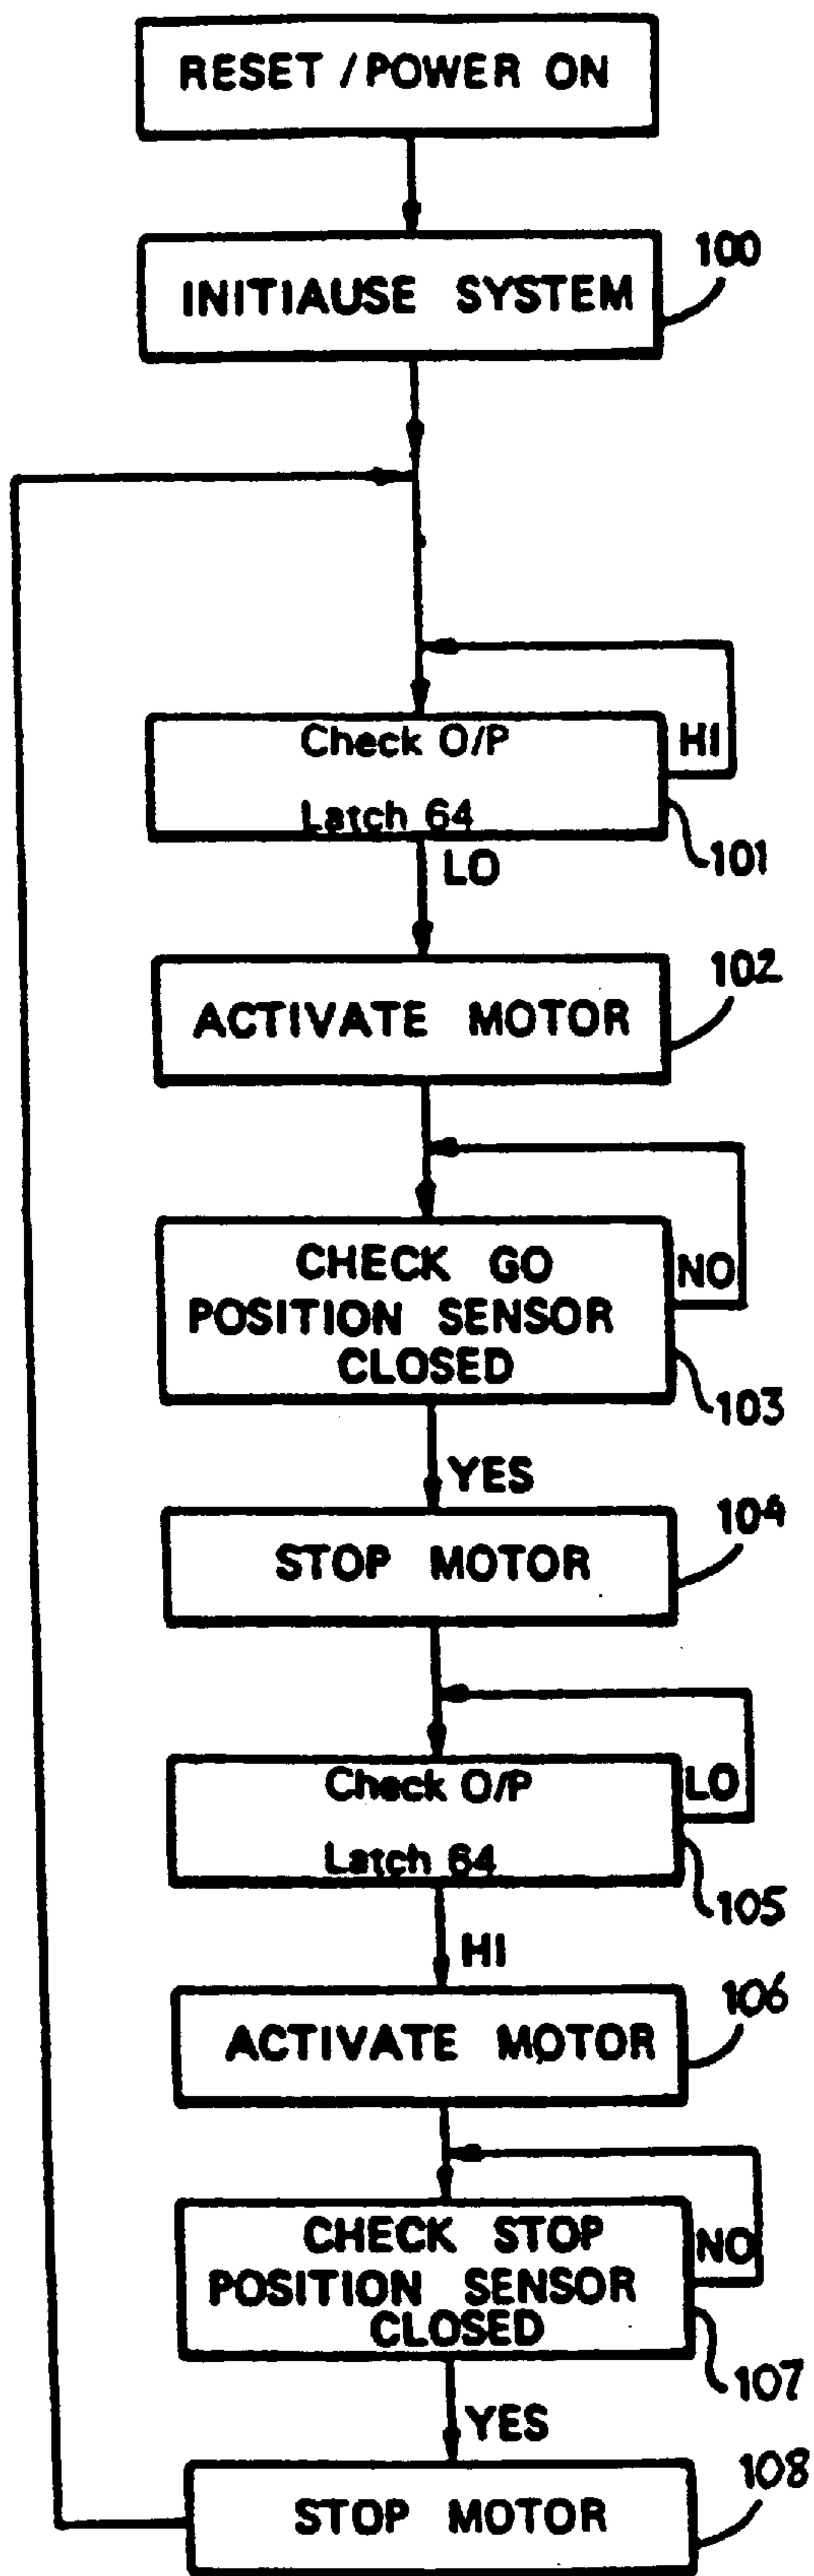 RESET / POWER ON
100
INITIAUSE SYSTEM
Check O/P
HI
Latch 64
101
LO
102
ACTIVATE MOTOR
CHECK GO
NO
POSITION SENSOR
CLOSED
103
YES
104
STOP MOTOR
Check O/P
LO
Latch 64
105
HI
106
ACTIVATE MOTOR
CHECK STOP
NO
POSITION SENSOR
CLOSED
107
YES
108
STOP MOTOR